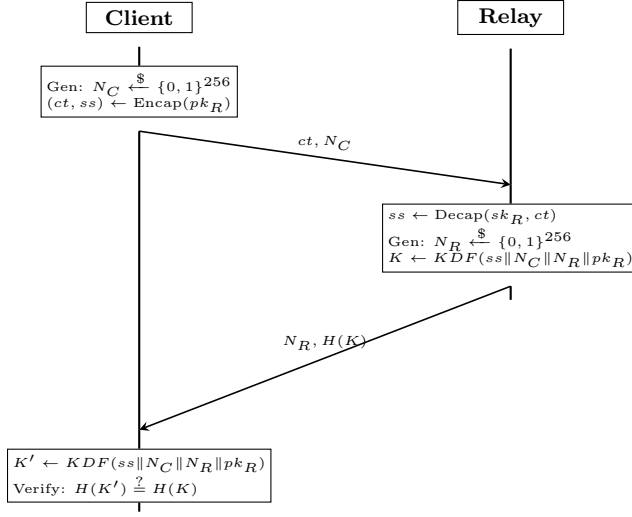 Client
Relay
Gen: N_C ←$ {0, 1}^256
(ct, ss) ← Encap(pk_R)
ct, N_C
ss ← Decap(sk_R, ct)
Gen: N_R ←$ {0, 1}^256
K ← KDF(ss∥N_C∥N_R∥pk_R)
N_R, H(K)
K′ ← KDF(ss∥N_C∥N_R∥pk_R)
Verify: H(K′) ≟ H(K)